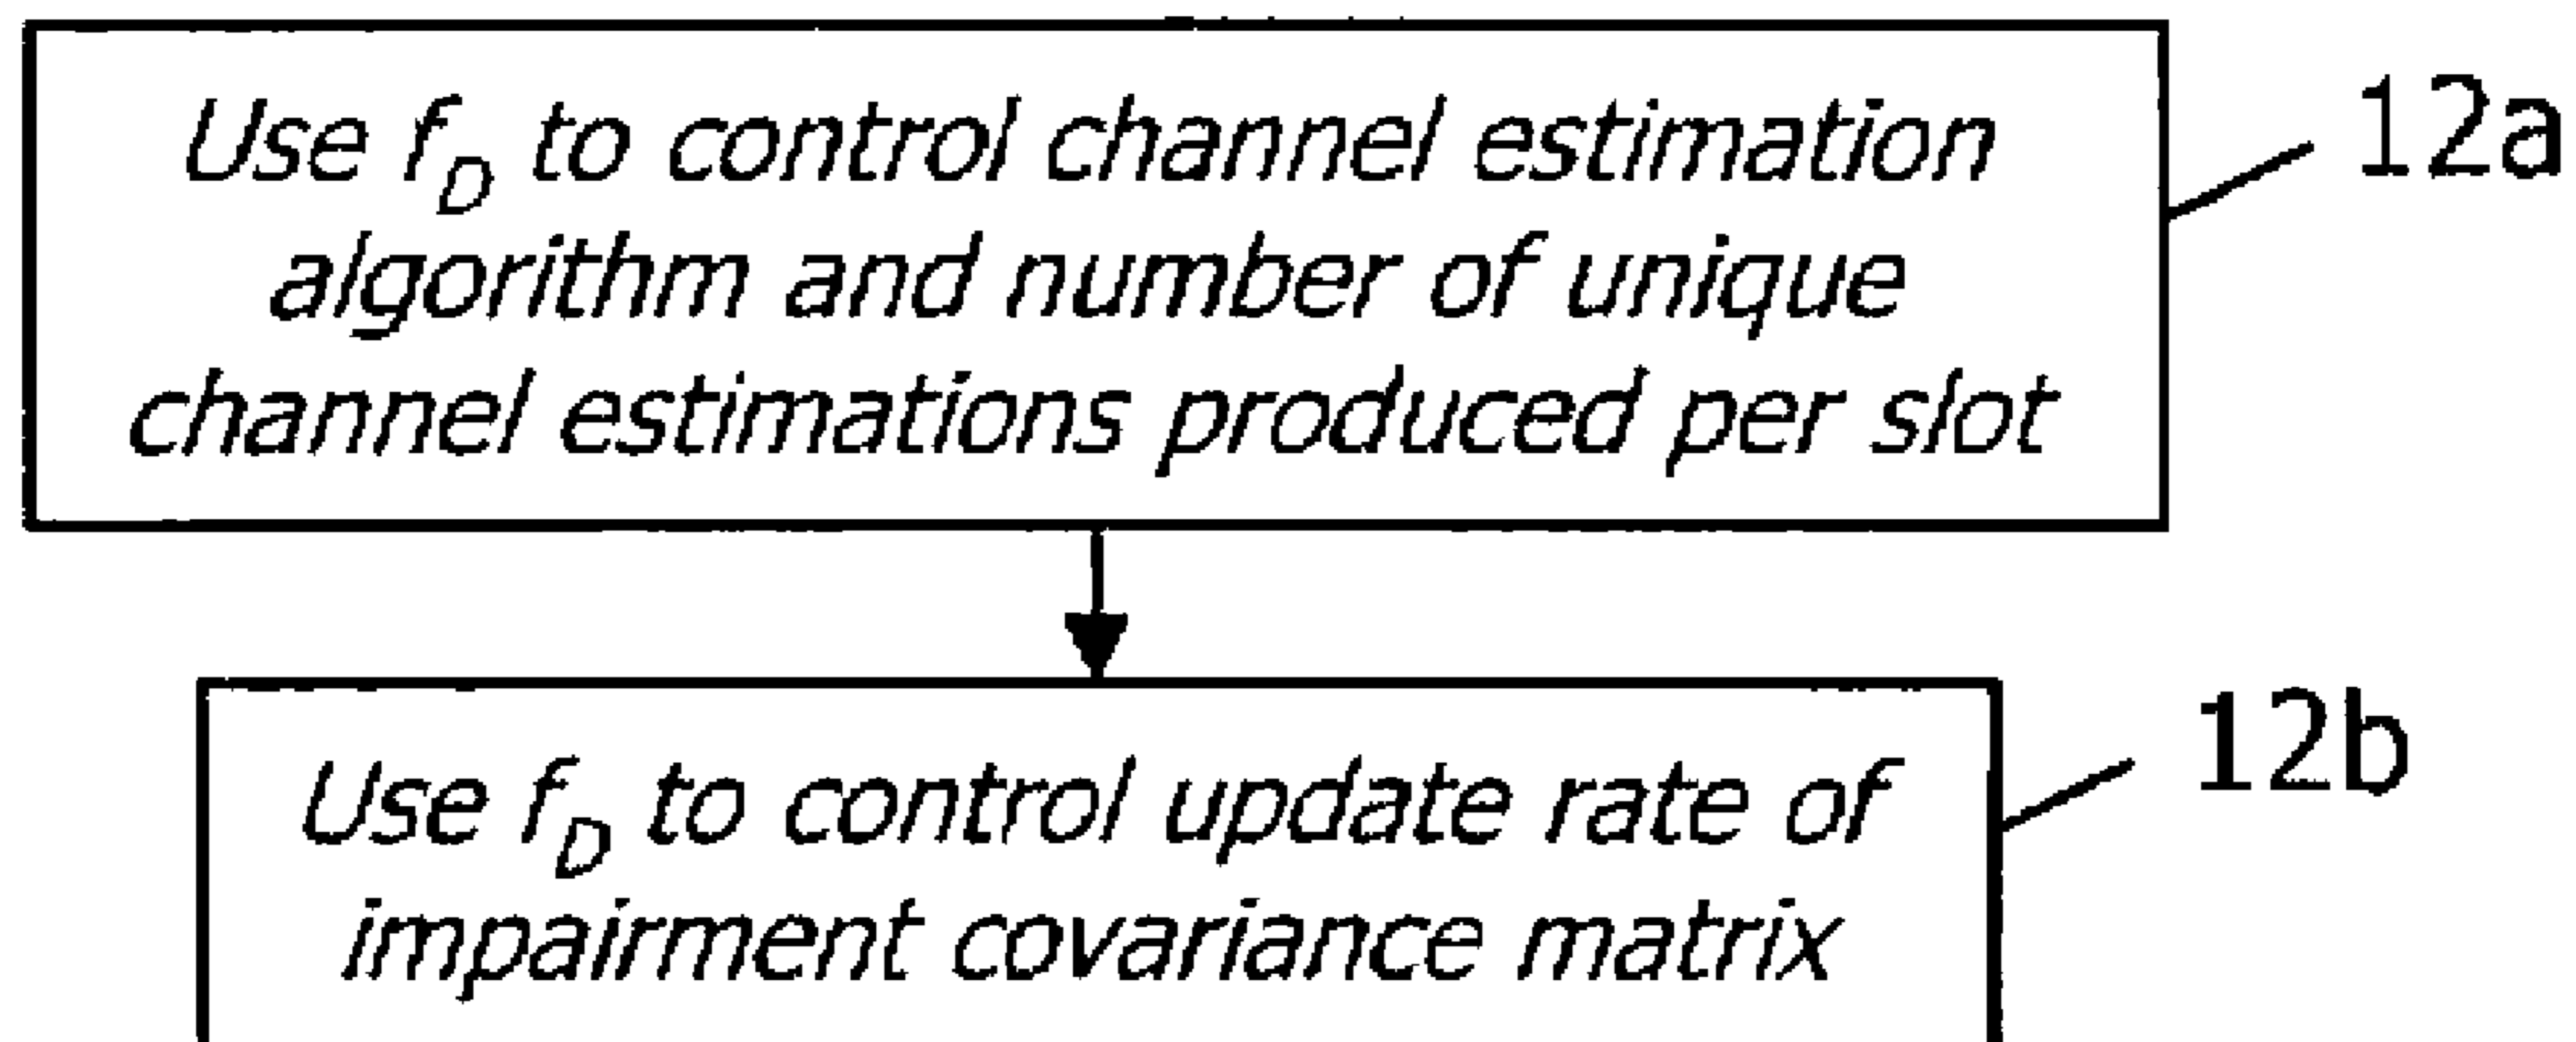 Use f_D to control channel estimation
12a
algorithm and number of unique
channel estimations produced per slot
Use f_D to control update rate of
12b
impairment covariance matrix